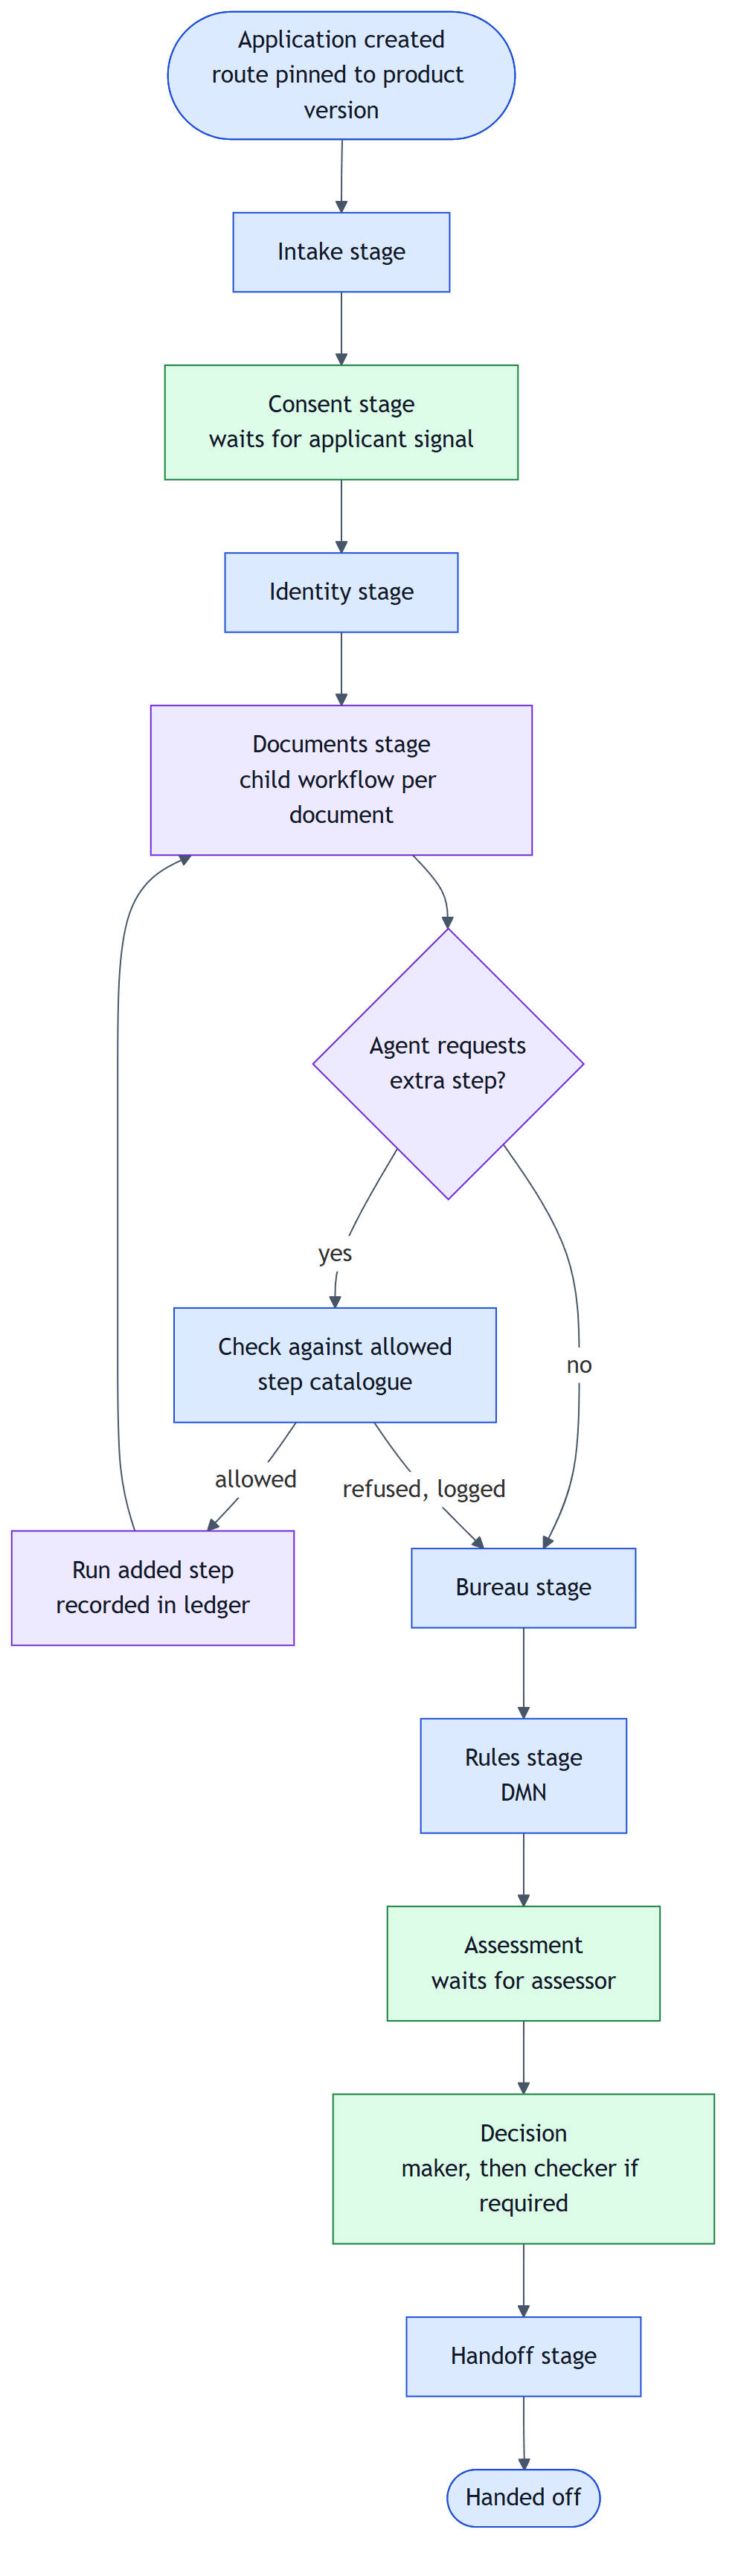 Application created
route pinned to product
version
Intake stage
Consent stage
waits for applicant signal
Identity stage
Documents stage
child workflow per
document
Agent requests
extra step?
yes
no
Check against allowed
step catalogue
allowed
refused, logged
Run added step
recorded in ledger
Bureau stage
Rules stage
DMN
Assessment
waits for assessor
Decision
maker, then checker if
required
Handoff stage
Handed off